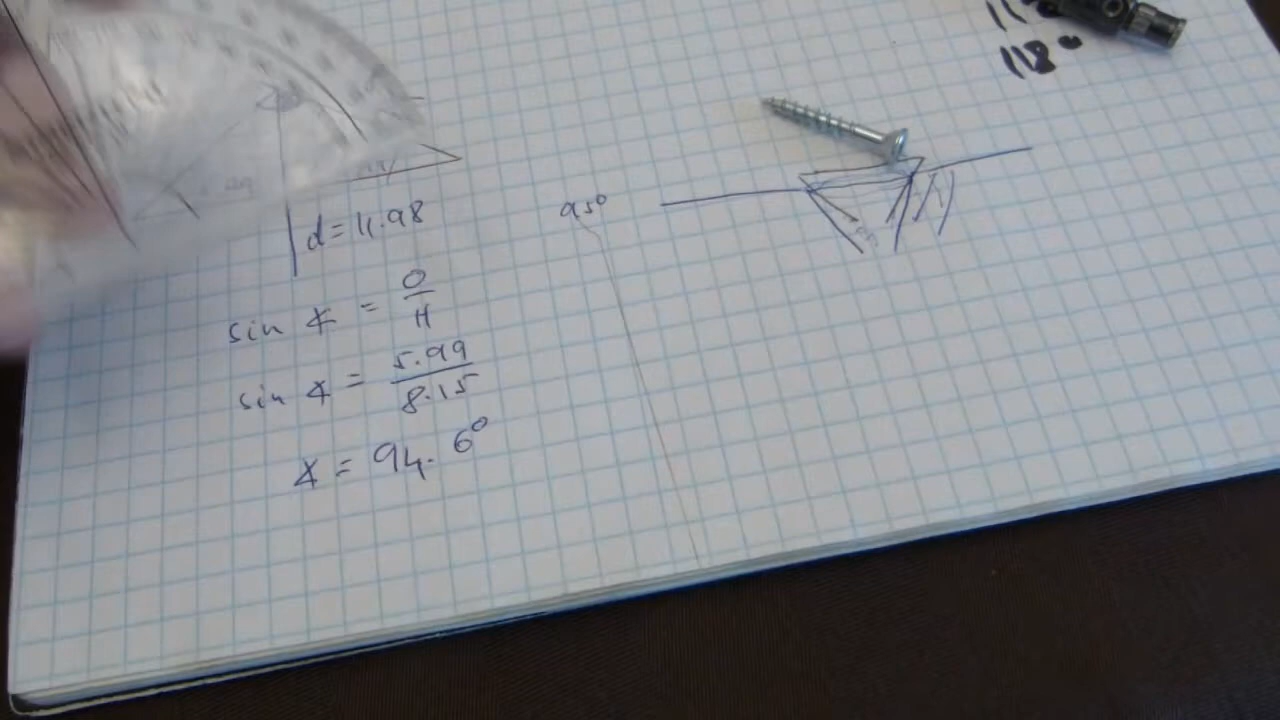 118°
d = 11.98
95°
sin ∡ = O/H
sin ∡ = 5.99/8.15
∡ = 94.6°